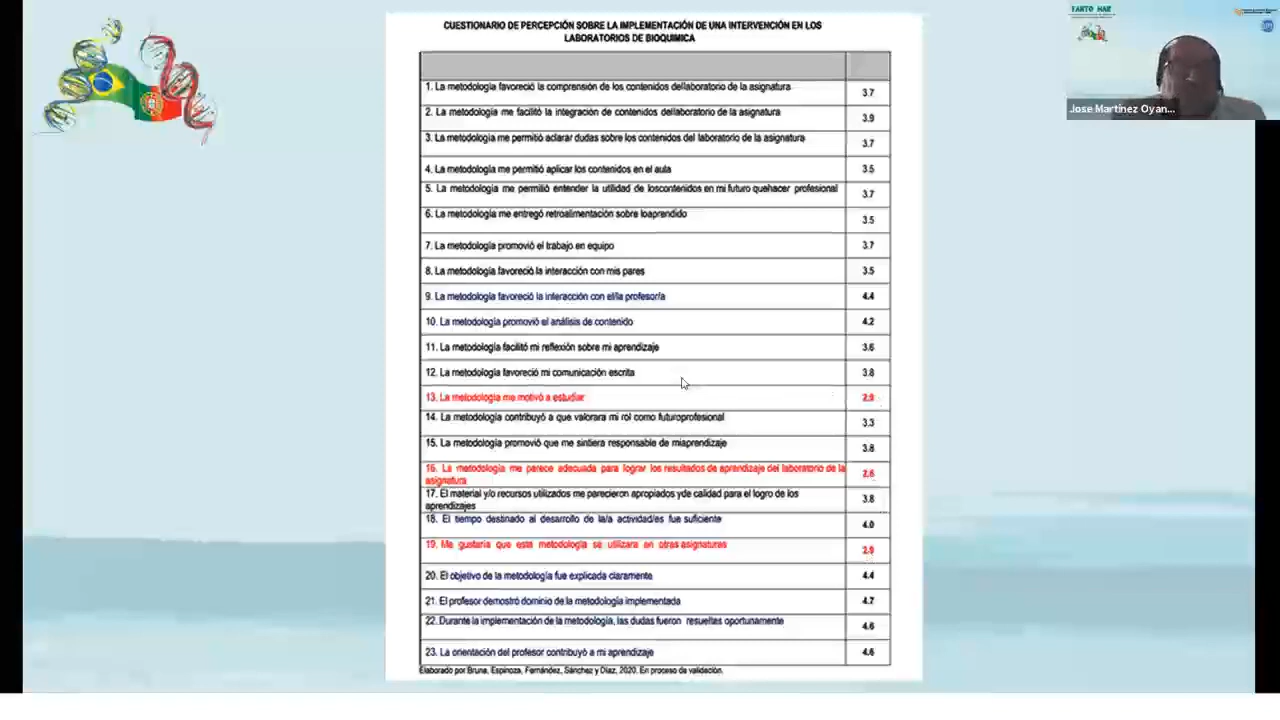 CUESTIONARIO DE PERCEPCIÓN SOBRE LA IMPLEMENTACIÓN DE UNA INTERVENCIÓN EN LOS
LABORATORIOS DE BIOQUIMICA
1. La metodología favoreció la comprensión de los contenidos dellaboratorio de la asignatura 3.7
2. La metodología me facilitó la integración de contenidos dellaboratorio de la asignatura 3.9
3. La metodología me permitió aclarar dudas sobre los contenidos del laboratorio de la asignatura 3.7
4. La metodología me permitió aplicar los contenidos en el aula 3.5
5. La metodología me permitió entender la utilidad de loscontenidos en mi futuro quehacer profesional 3.7
6. La metodología me entregó retroalimentación sobre loaprendido 3.5
7. La metodología promovió el trabajo en equipo 3.7
8. La metodología favoreció la interacción con mis pares 3.5
9. La metodología favoreció la interacción con el/la profesor/a 4.4
10. La metodología promovió el análisis de contenido 4.2
11. La metodología facilitó mi reflexión sobre mi aprendizaje 3.6
12. La metodología favoreció mi comunicación escrita 3.8
13. La metodología me motivó a estudiar 2.9
14. La metodología contribuyó a que valorara mi rol como futuroprofesional 3.3
15. La metodología promovió que me sintiera responsable de miaprendizaje 3.8
16. La metodología me parece adecuada para lograr los resultados de aprendizaje del laboratorio de la
asignatura 2.6
17. El material y/o recursos utilizados me parecieron apropiados yde calidad para el logro de los
aprendizajes 3.8
18. El tiempo destinado al desarrollo de la/a actividad/es fue suficiente 4.0
19. Me gustaría que esta metodología se utilizara en otras asignaturas 2.9
20. El objetivo de la metodología fue explicada claramente 4.4
21. El profesor demostró dominio de la metodología implementada 4.7
22. Durante la implementación de la metodología, las dudas fueron resueltas oportunamente 4.6
23. La orientación del profesor contribuyó a mi aprendizaje 4.6
Elaborado por Bruna, Espinoza, Fernández, Sánchez y Díaz, 2020. En proceso de validación.
TANTO MAR
Jose Martínez Oyan...